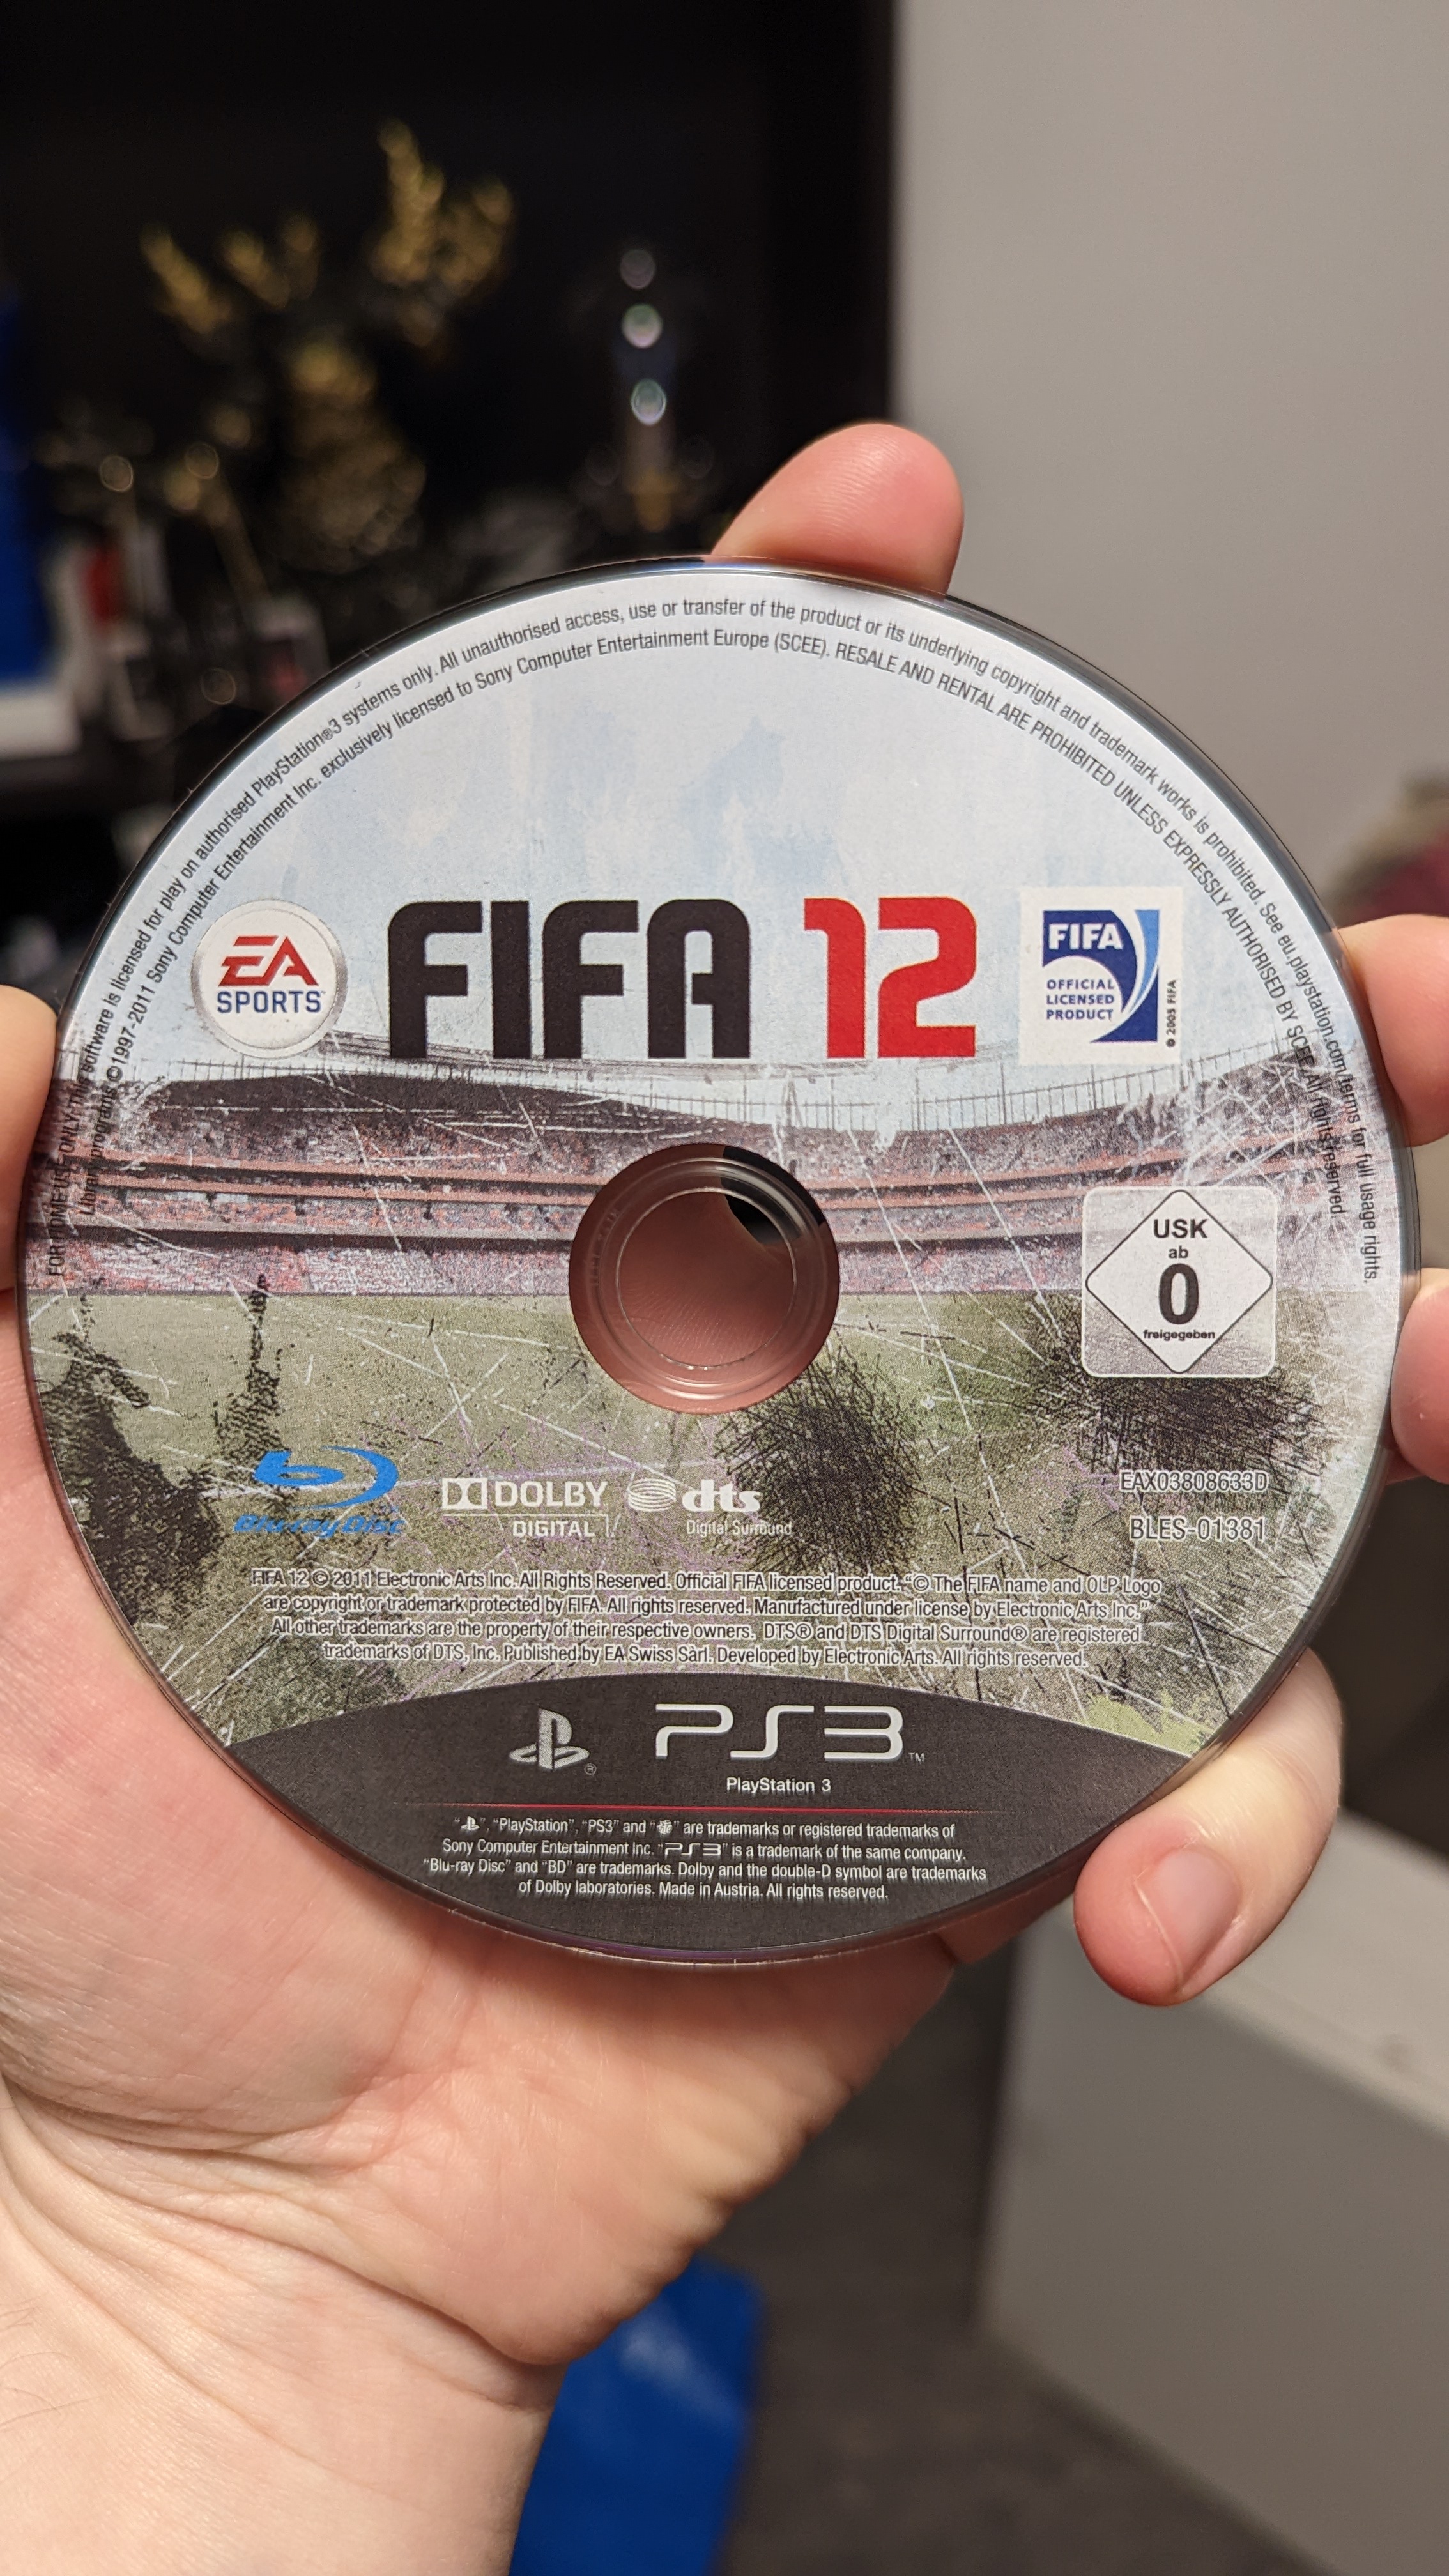 FOR HOME USE ONLY. This software is licensed for play on authorised PlayStation®3 systems only. All unauthorised access, use or transfer of the product or its underlying copyright and trademark works is prohibited. See eu.playstation.com/terms for full usage rights.
Library programs ©1997-2011 Sony Computer Entertainment Inc. exclusively licensed to Sony Computer Entertainment Europe (SCEE). RESALE AND RENTAL ARE PROHIBITED UNLESS EXPRESSLY AUTHORISED BY SCEE. All rights reserved.
EA
SPORTS™
FIFA 12
FIFA
OFFICIAL
LICENSED
PRODUCT
© 2005 FIFA
USK
ab
0
freigegeben
Blu-ray Disc
DOLBY
DIGITAL
dts
Digital Surround
EAX03808633D
BLES-01381
FIFA 12 © 2011 Electronic Arts Inc. All Rights Reserved. Official FIFA licensed product. "© The FIFA name and OLP Logo
are copyright or trademark protected by FIFA. All rights reserved. Manufactured under license by Electronic Arts Inc."
All other trademarks are the property of their respective owners. DTS® and DTS Digital Surround® are registered
trademarks of DTS, Inc. Published by EA Swiss Sàrl. Developed by Electronic Arts. All rights reserved.
PS3™
PlayStation 3
" ", "PlayStation", "PS3" and " " are trademarks or registered trademarks of
Sony Computer Entertainment Inc. "PS3" is a trademark of the same company.
"Blu-ray Disc" and "BD" are trademarks. Dolby and the double-D symbol are trademarks
of Dolby laboratories. Made in Austria. All rights reserved.